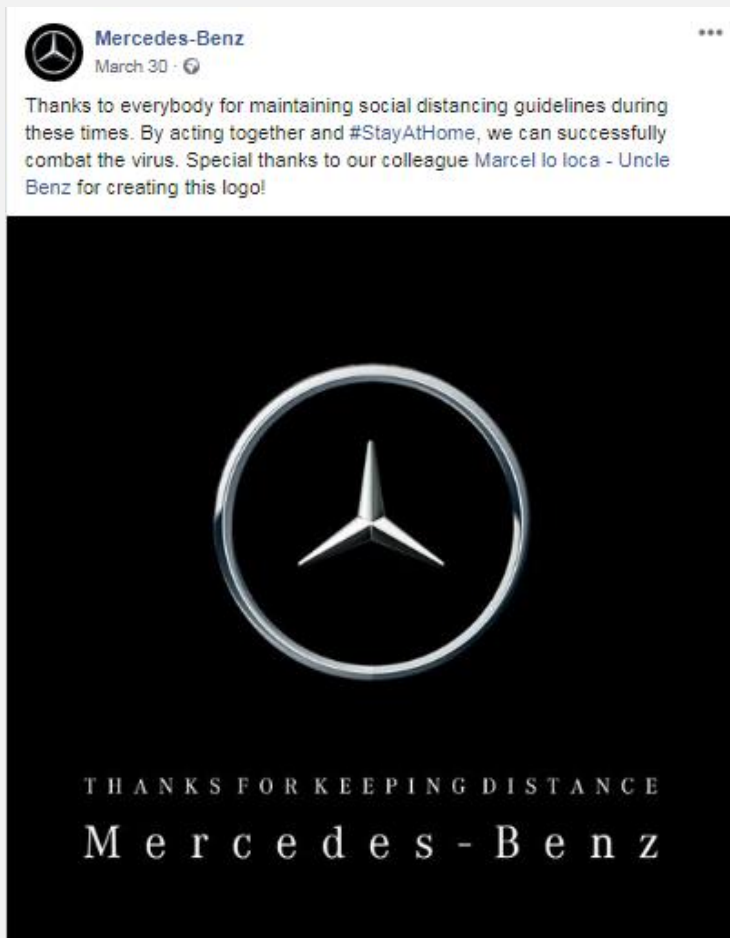 Mercedes-Benz
March 30 ·
Thanks to everybody for maintaining social distancing guidelines during
these times. By acting together and #StayAtHome, we can successfully
combat the virus. Special thanks to our colleague Marcel lo loca - Uncle
Benz for creating this logo!
THANKS FOR KEEPING DISTANCE
Mercedes-Benz